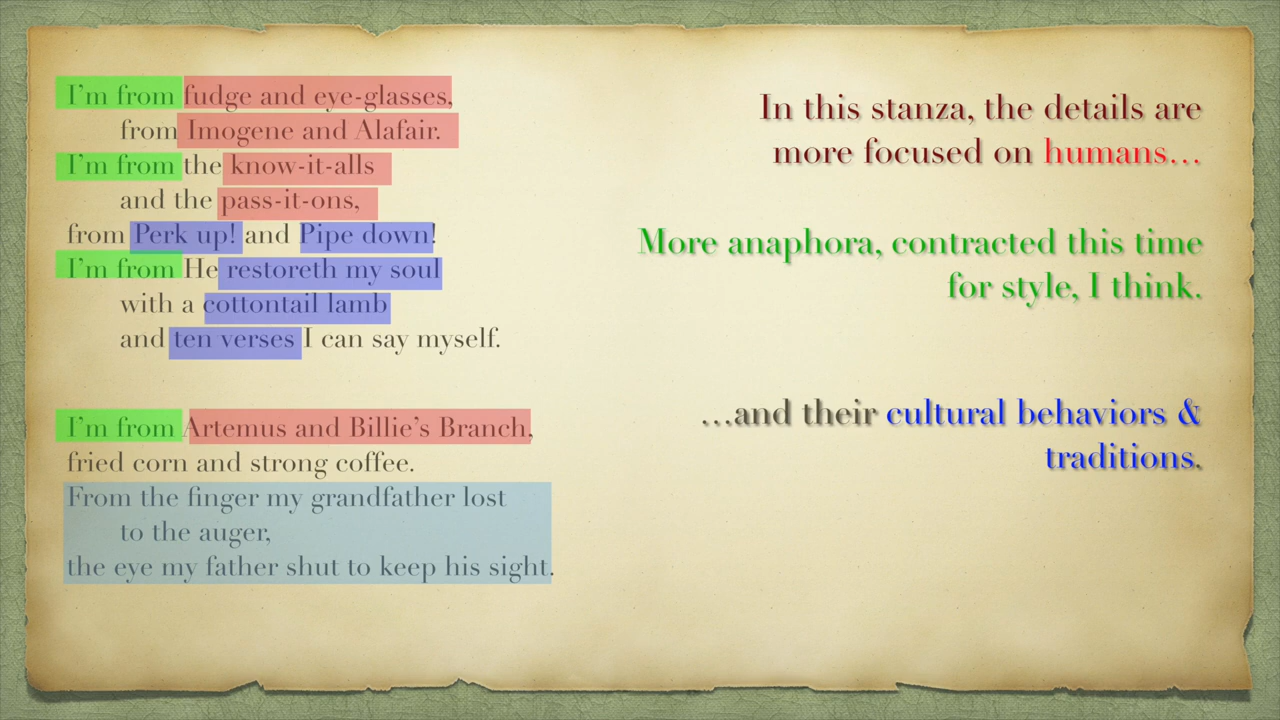 I'm from fudge and eye-glasses,
from Imogene and Alafair.
I'm from the know-it-alls
and the pass-it-ons,
from Perk up! and Pipe down!
I'm from He restoreth my soul
with a cottontail lamb
and ten verses I can say myself.
I'm from Artemus and Billie's Branch,
fried corn and strong coffee.
From the finger my grandfather lost
to the auger,
the eye my father shut to keep his sight.
In this stanza, the details are
more focused on humans…
More anaphora, contracted this time
for style, I think.
…and their cultural behaviors &
traditions.